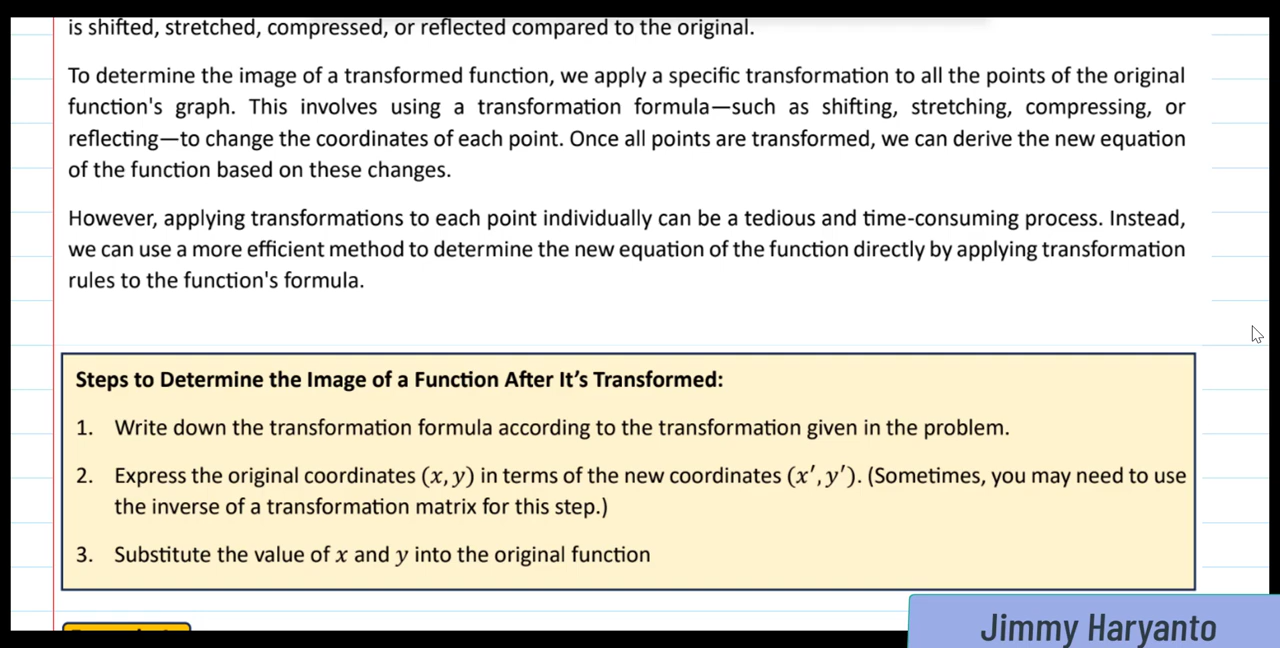 is shifted, stretched, compressed, or reflected compared to the original.
To determine the image of a transformed function, we apply a specific transformation to all the points of the original
function's graph. This involves using a transformation formula—such as shifting, stretching, compressing, or
reflecting—to change the coordinates of each point. Once all points are transformed, we can derive the new equation
of the function based on these changes.
However, applying transformations to each point individually can be a tedious and time-consuming process. Instead,
we can use a more efficient method to determine the new equation of the function directly by applying transformation
rules to the function's formula.
Steps to Determine the Image of a Function After It's Transformed:
1. Write down the transformation formula according to the transformation given in the problem.
2. Express the original coordinates (x, y) in terms of the new coordinates (x′, y′). (Sometimes, you may need to use
the inverse of a transformation matrix for this step.)
3. Substitute the value of x and y into the original function
Jimmy Haryanto